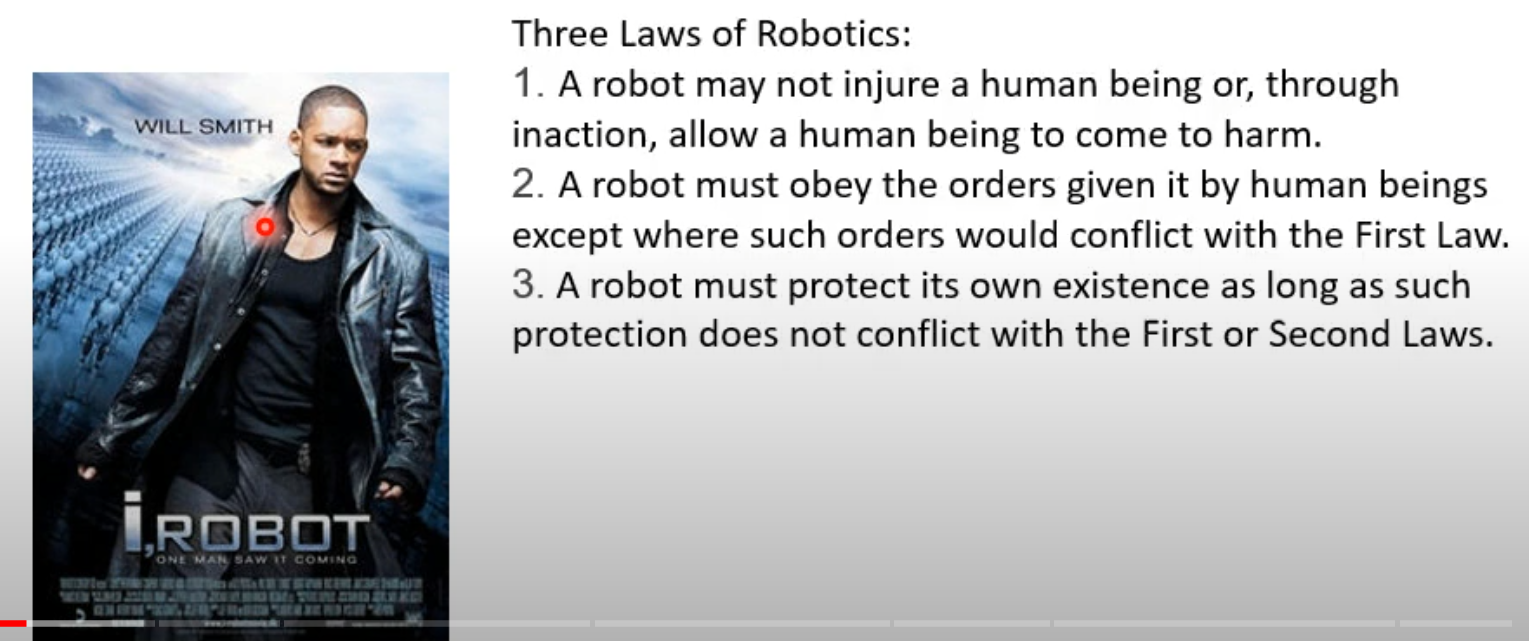 Three Laws of Robotics:
1. A robot may not injure a human being or, through
inaction, allow a human being to come to harm.
2. A robot must obey the orders given it by human beings
except where such orders would conflict with the First Law.
3. A robot must protect its own existence as long as such
protection does not conflict with the First or Second Laws.
WILL SMITH
i, ROBOT
ONE MAN SAW IT COMING